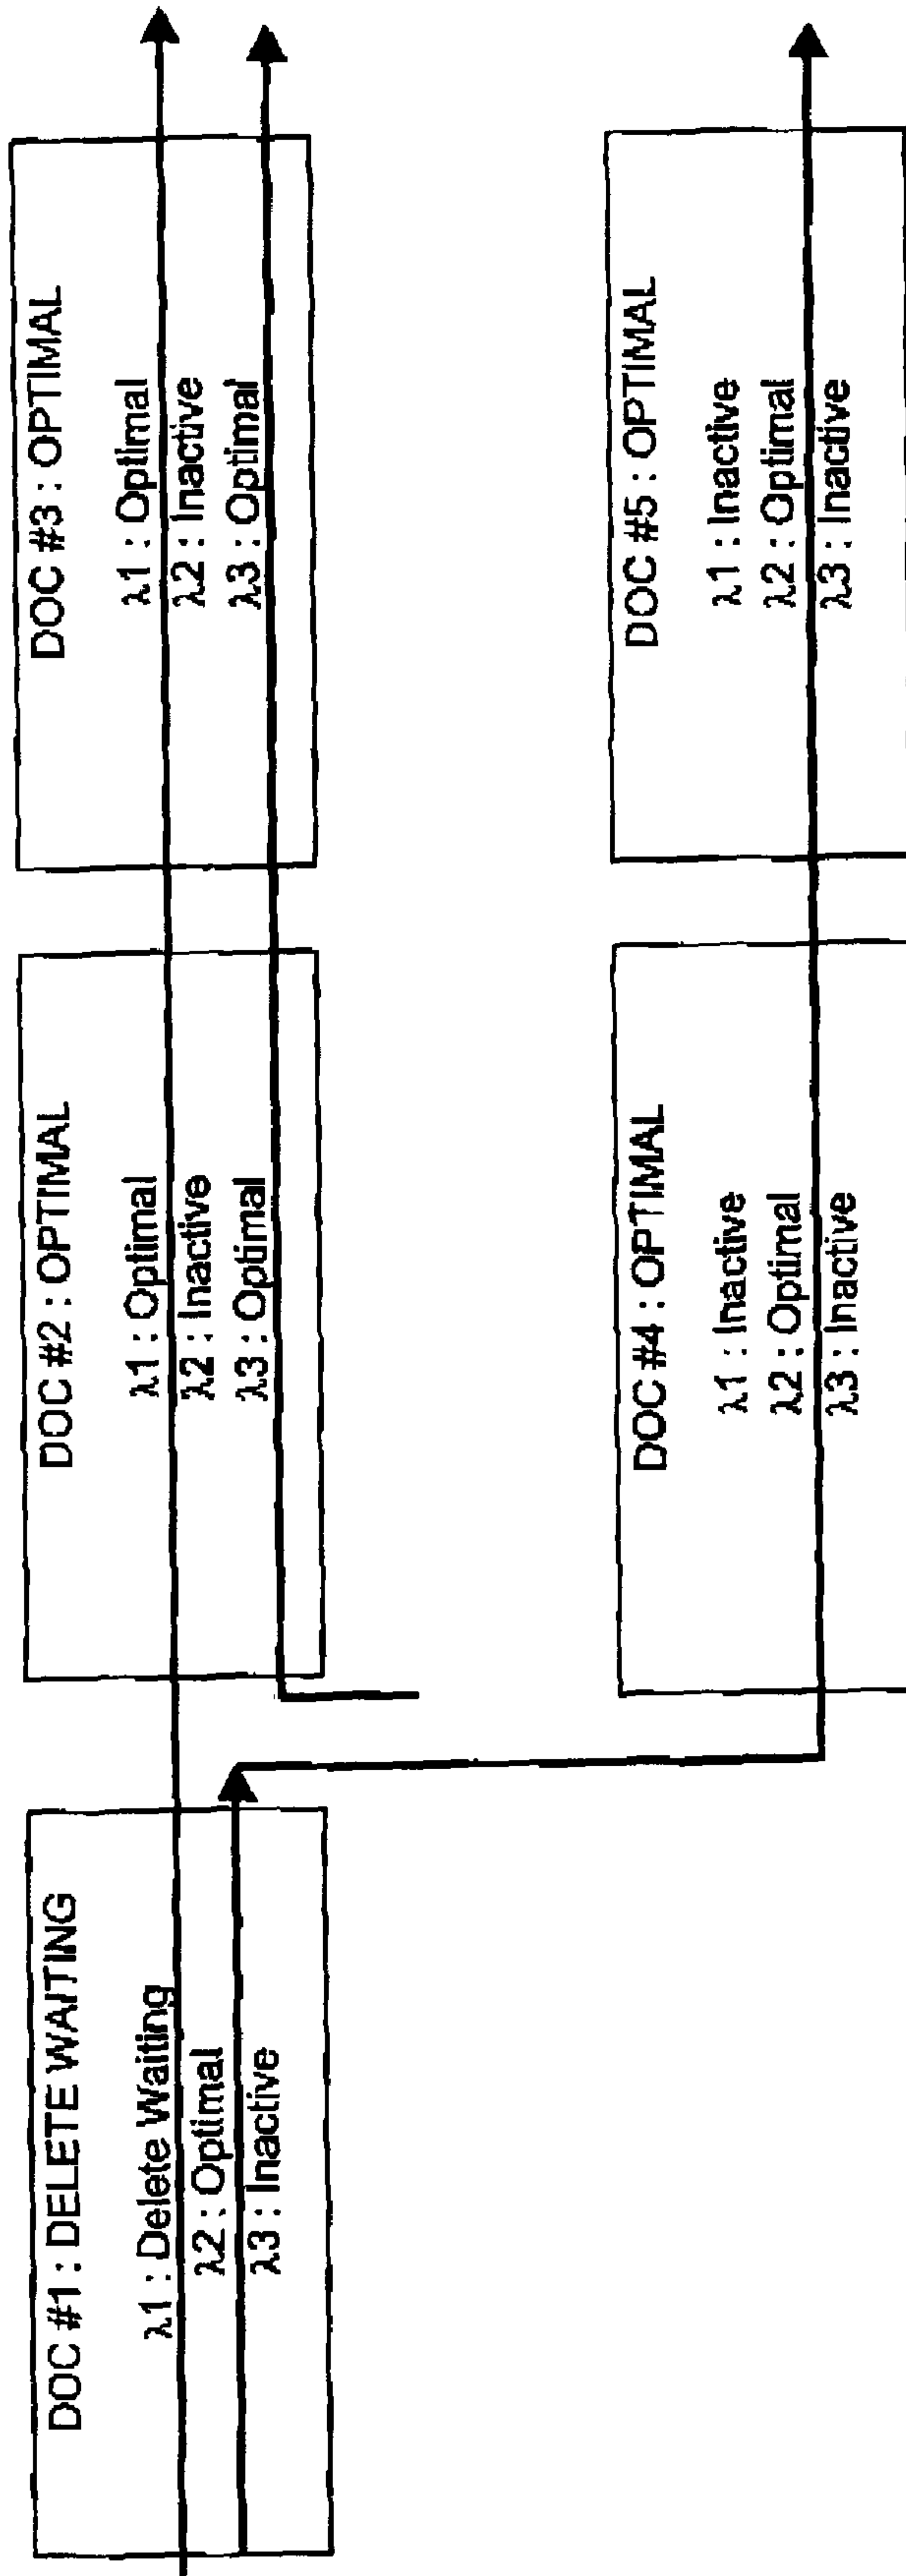 DOC #1 : DELETE WAITING
λ1 : Delete Waiting
λ2 : Optimal
λ3 : Inactive
DOC #2 : OPTIMAL
λ1 : Optimal
λ2 : Inactive
λ3 : Optimal
DOC #3 : OPTIMAL
λ1 : Optimal
λ2 : Inactive
λ3 : Optimal
DOC #4 : OPTIMAL
λ1 : Inactive
λ2 : Optimal
λ3 : Inactive
DOC #5 : OPTIMAL
λ1 : Inactive
λ2 : Optimal
λ3 : Inactive